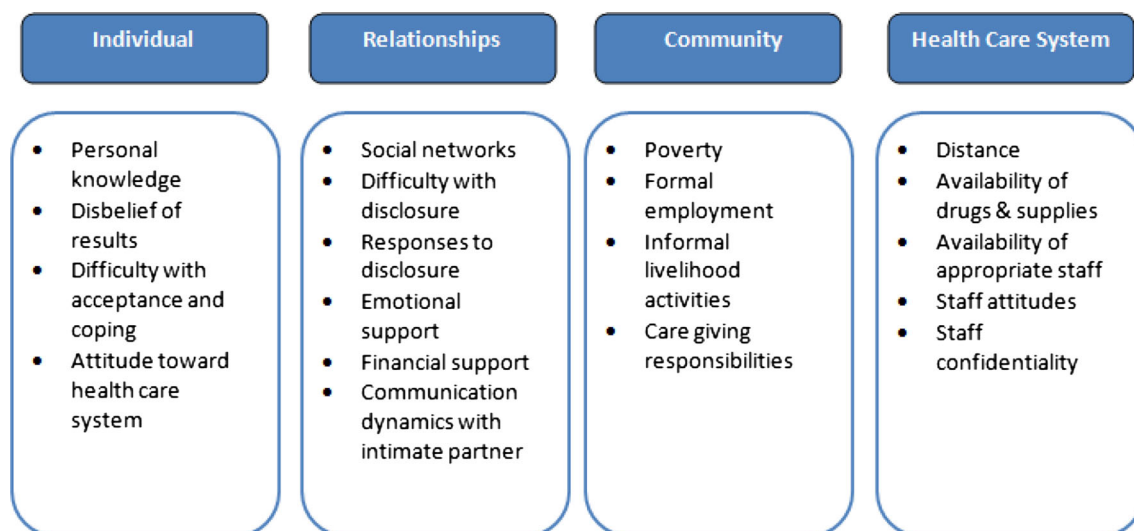 Individual
Relationships
Community
Health Care System
• Personal
knowledge
• Disbelief of
results
• Difficulty with
acceptance and
coping
• Attitude toward
health care
system
• Social networks
• Difficulty with
disclosure
• Responses to
disclosure
• Emotional
support
• Financial support
• Communication
dynamics with
intimate partner
• Poverty
• Formal
employment
• Informal
livelihood
activities
• Care giving
responsibilities
• Distance
• Availability of
drugs & supplies
• Availability of
appropriate staff
• Staff attitudes
• Staff
confidentiality